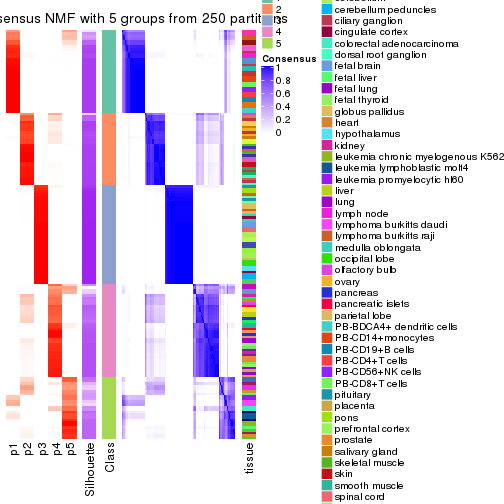 sensus NMF with 5 groups from 250 partitions
2
4
5
Consensus
1
0.8
0.6
0.4
0.2
0
cerebellum peduncles
ciliary ganglion
cingulate cortex
colorectal adenocarcinoma
dorsal root ganglion
fetal brain
fetal liver
fetal lung
fetal thyroid
globus pallidus
heart
hypothalamus
kidney
leukemia chronic myelogenous K562
leukemia lymphoblastic molt4
leukemia promyelocytic hl60
liver
lung
lymph node
lymphoma burkitts daudi
lymphoma burkitts raji
medulla oblongata
occipital lobe
olfactory bulb
ovary
pancreas
pancreatic islets
parietal lobe
PB-BDCA4+ dendritic cells
PB-CD14+monocytes
PB-CD19+B cells
PB-CD4+T cells
PB-CD56+NK cells
PB-CD8+T cells
pituitary
placenta
pons
prefrontal cortex
prostate
salivary gland
skeletal muscle
skin
smooth muscle
spinal cord
p1
p2
p3
p4
p5
Silhouette
Class
tissue